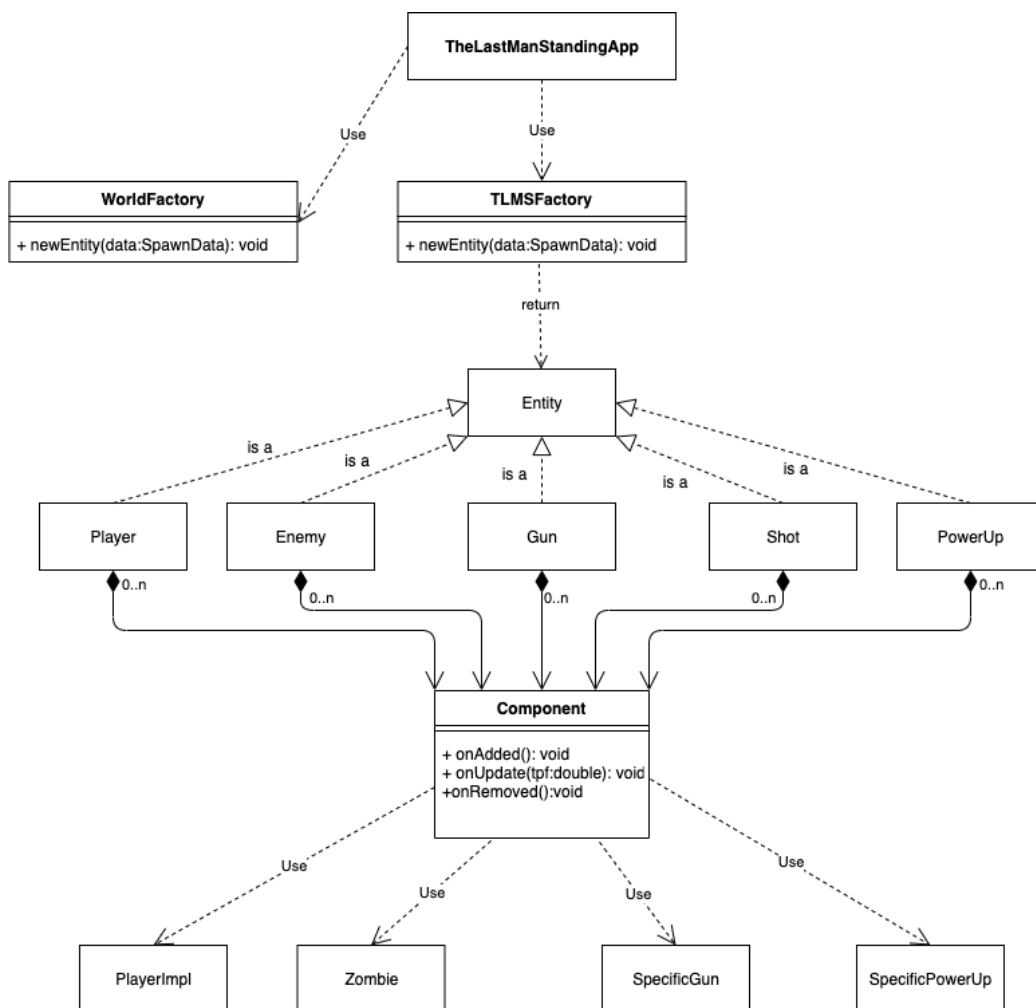 TheLastManStandingApp
Use
Use
WorldFactory
+ newEntity(data:SpawnData): void
TLMSFactory
+ newEntity(data:SpawnData): void
return
Entity
is a
is a
is a
is a
is a
Player
Enemy
Gun
Shot
PowerUp
0..n
0..n
0..n
0..n
0..n
Component
+ onAdded(): void
+ onUpdate(tpf:double): void
+onRemoved():void
Use
Use
Use
Use
PlayerImpl
Zombie
SpecificGun
SpecificPowerUp